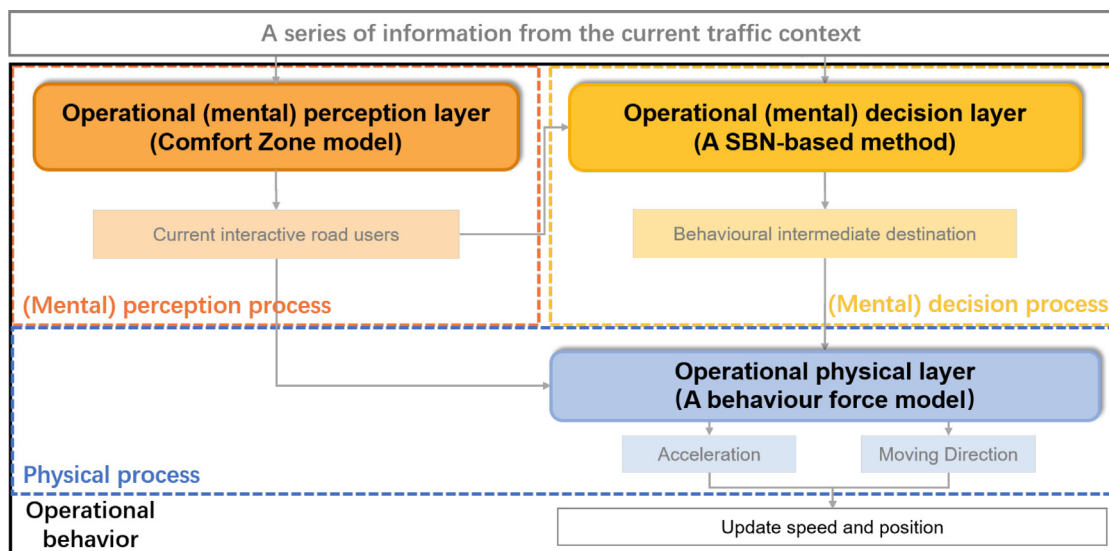 A series of information from the current traffic context
Operational (mental) perception layer
(Comfort Zone model)
Operational (mental) decision layer
(A SBN-based method)
Current interactive road users
Behavioural intermediate destination
(Mental) perception process
(Mental) decision process
Operational physical layer
(A behaviour force model)
Acceleration
Moving Direction
Physical process
Operational
behavior
Update speed and position